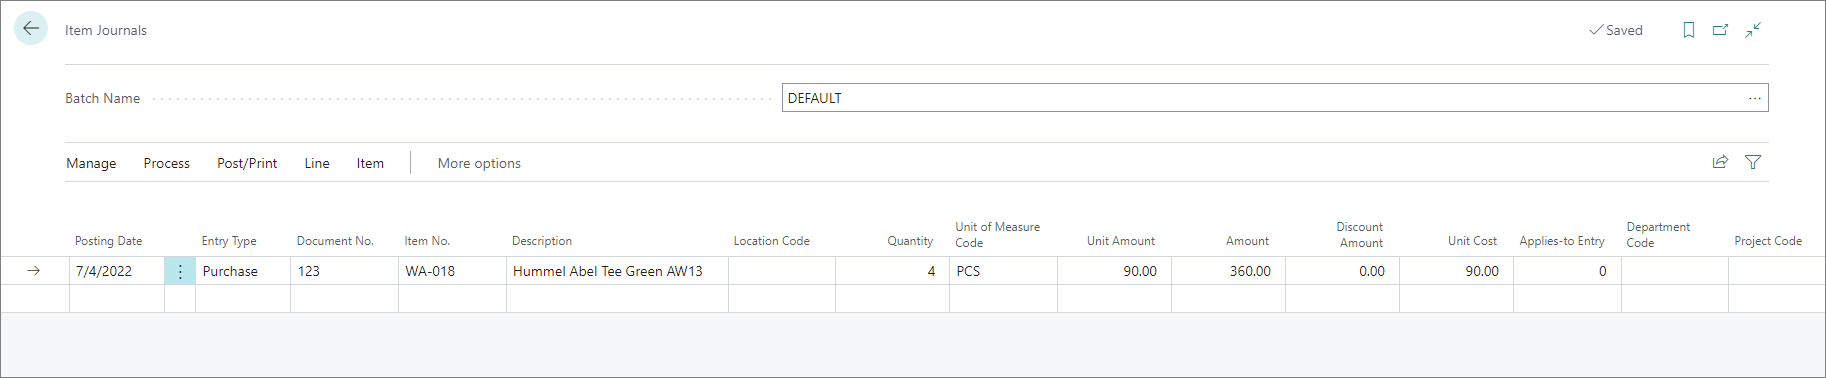 Item Journals
Saved
Batch Name
DEFAULT
Manage Process Post/Print Line Item More options
Posting Date Entry Type Document No. Item No. Description Location Code Quantity Unit of Measure Code Unit Amount Amount Discount Amount Unit Cost Applies-to Entry Department Code Project Code
7/4/2022 Purchase 123 WA-018 Hummel Abel Tee Green AW13 4 PCS 90.00 360.00 0.00 90.00 0